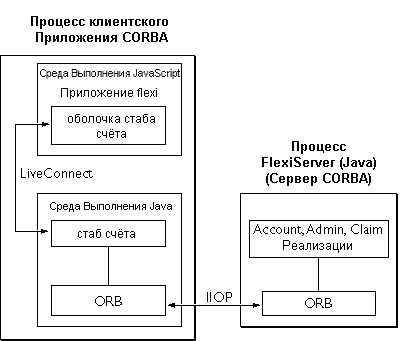 Процесс клиентского
Приложения CORBA
Среда Выполнения JavaScript
Приложение flexi
оболочка стаба
счёта
LiveConnect
Среда Выполнения Java
стаб счёта
ORB
IIOP
Процесс
FlexiServer (Java)
(Сервер CORBA)
Account, Admin, Claim
Реализации
ORB